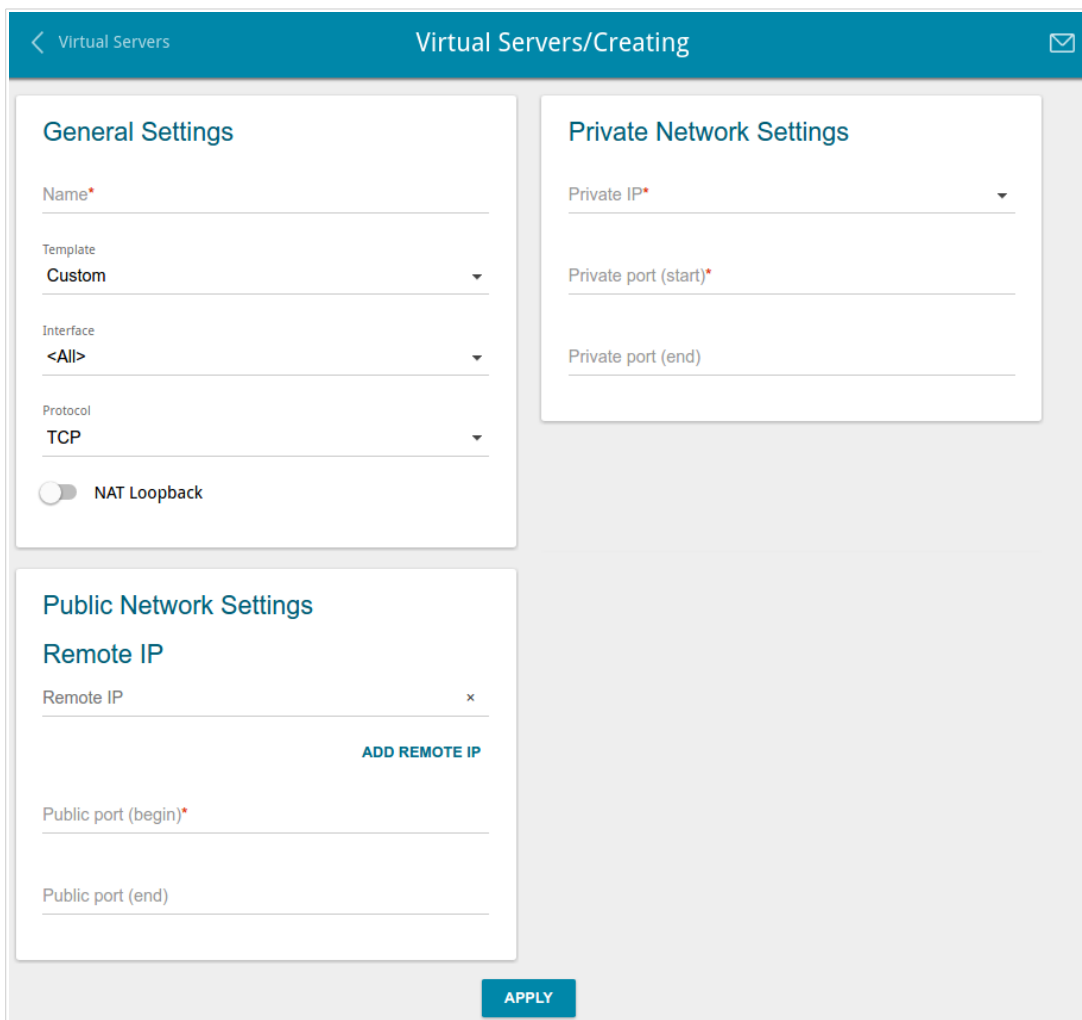 Virtual Servers
Virtual Servers/Creating
General Settings
Name*
Template
Custom
Interface
<All>
Protocol
TCP
NAT Loopback
Private Network Settings
Private IP*
Private port (start)*
Private port (end)
Public Network Settings
Remote IP
Remote IP
×
ADD REMOTE IP
Public port (begin)*
Public port (end)
APPLY